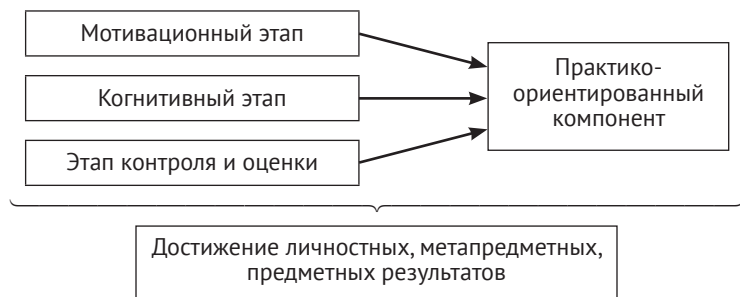 Мотивационный этап
Когнитивный этап
Этап контроля и оценки
Практико-
ориентированный
компонент
Достижение личностных, метапредметных,
предметных результатов